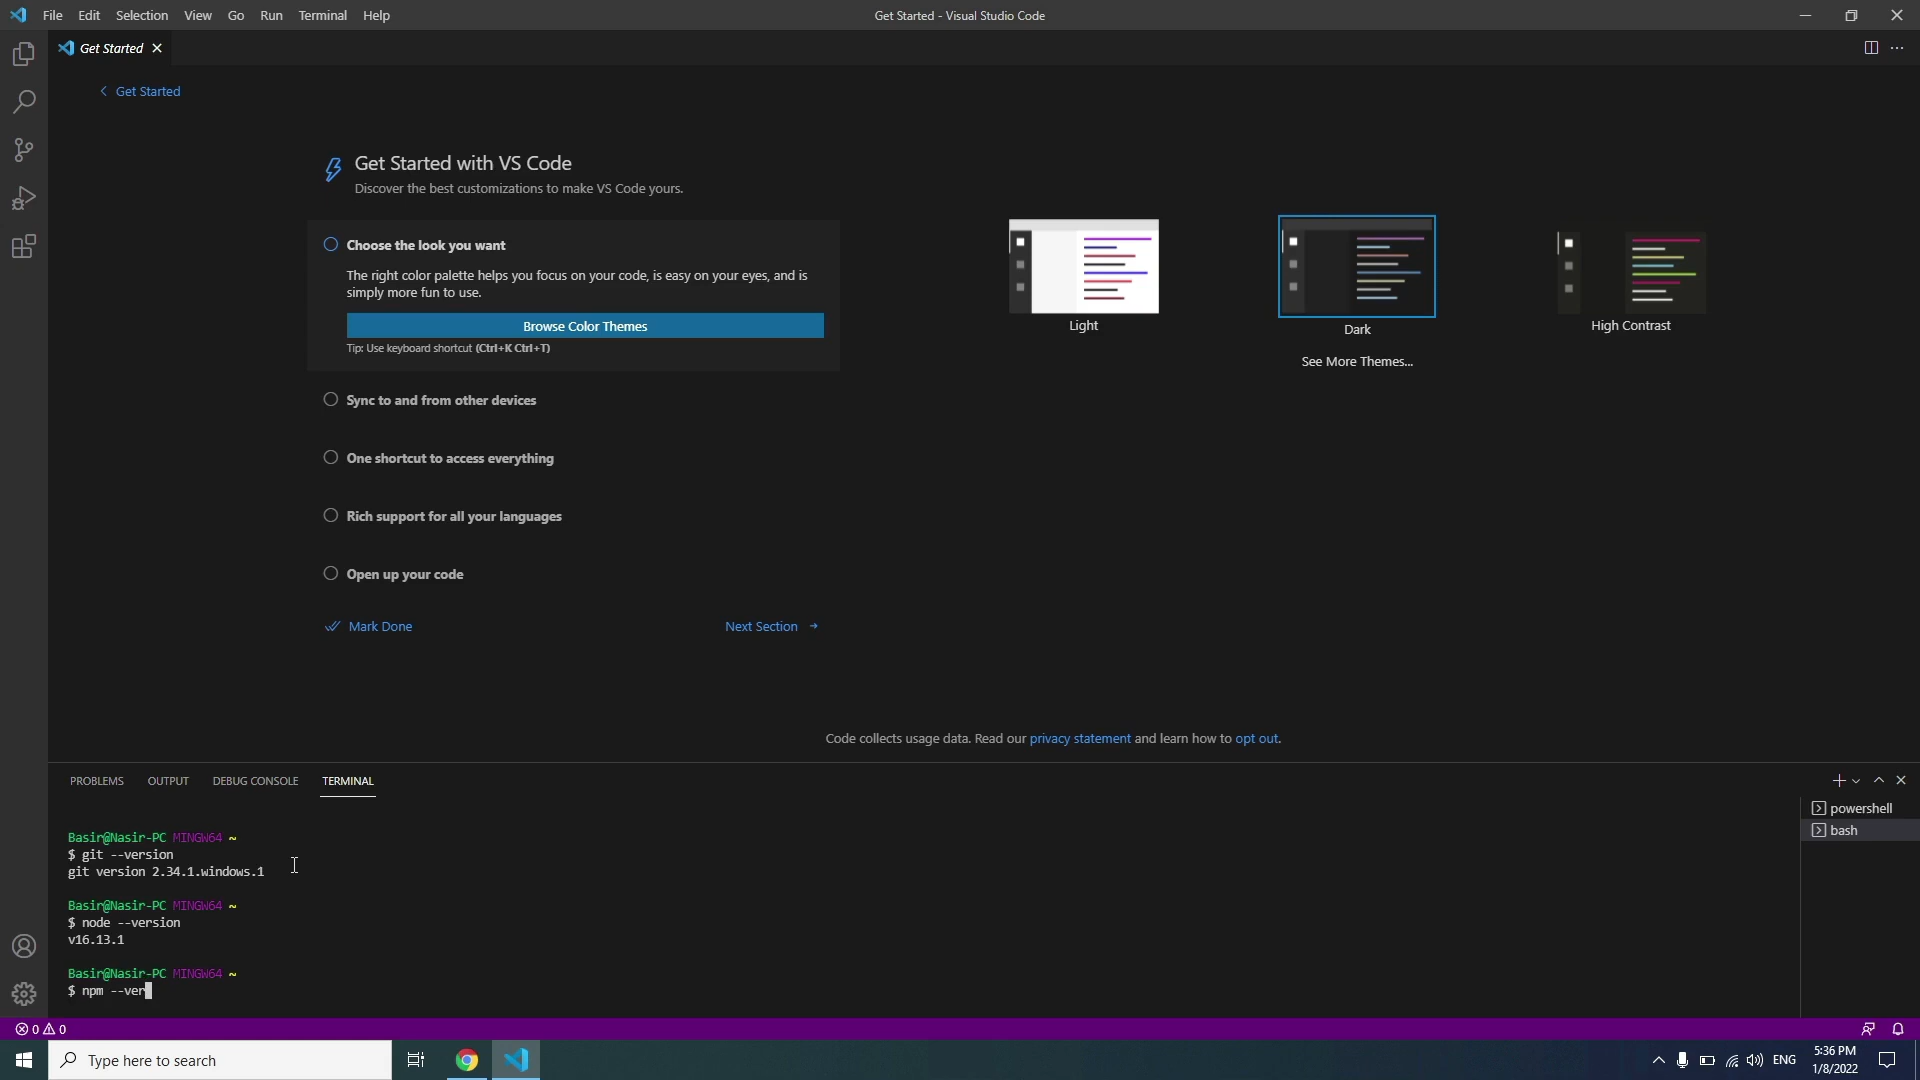 File Edit Selection View Go Run Terminal Help
Get Started - Visual Studio Code
Get Started
Get Started
Get Started with VS Code
Discover the best customizations to make VS Code yours.
Choose the look you want
The right color palette helps you focus on your code, is easy on your eyes, and is
simply more fun to use.
Browse Color Themes
Tip: Use keyboard shortcut (Ctrl+K Ctrl+T)
Sync to and from other devices
One shortcut to access everything
Rich support for all your languages
Open up your code
Mark Done
Next Section
Light
Dark
High Contrast
See More Themes...
Code collects usage data. Read our privacy statement and learn how to opt out.
PROBLEMS OUTPUT DEBUG CONSOLE TERMINAL
powershell
bash
Basir@Nasir-PC MINGW64 ~
$ git --version
git version 2.34.1.windows.1
Basir@Nasir-PC MINGW64 ~
$ node --version
v16.13.1
Basir@Nasir-PC MINGW64 ~
$ npm --ver
0 0
Type here to search
ENG
5:36 PM
1/8/2022